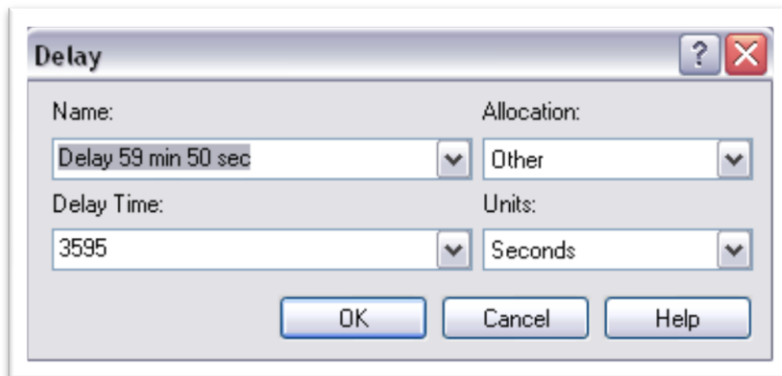 Delay
Name: Allocation:
Delay 59 min 50 sec Other
Delay Time: Units:
3595 Seconds
OK Cancel Help